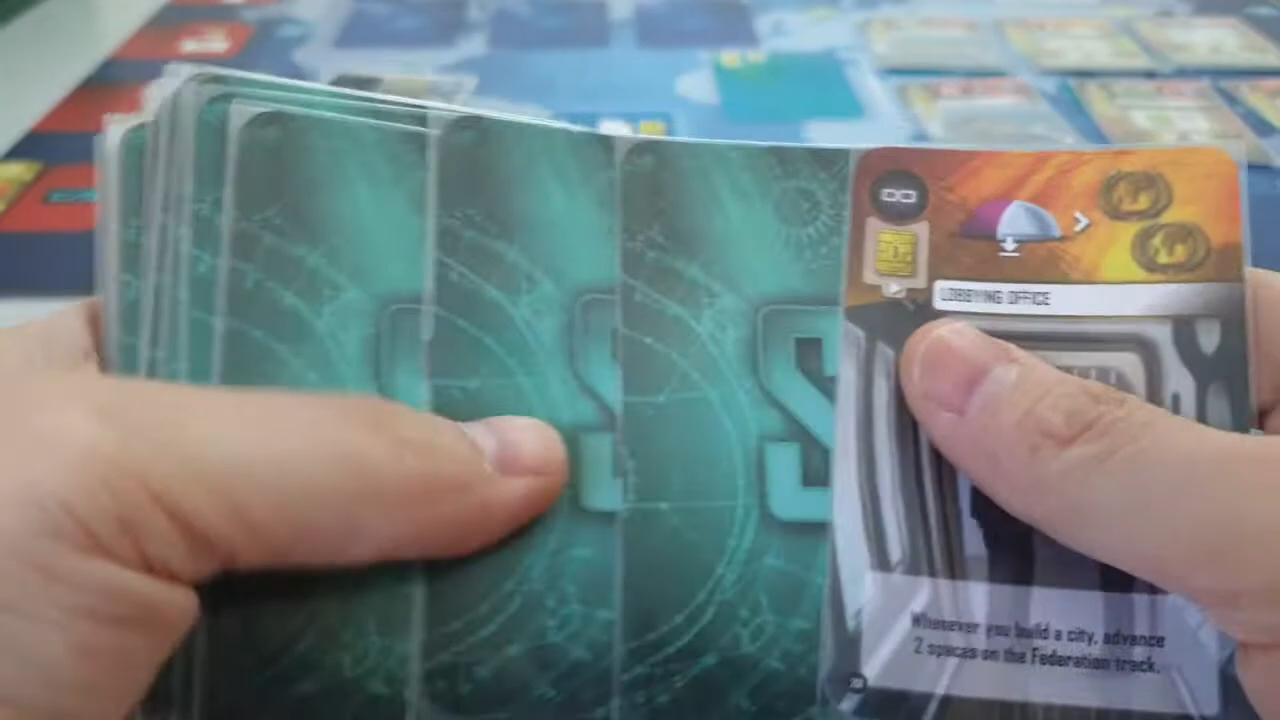 LOBBYING OFFICE
Whenever you build a city, advance
2 spaces on the Federation track.